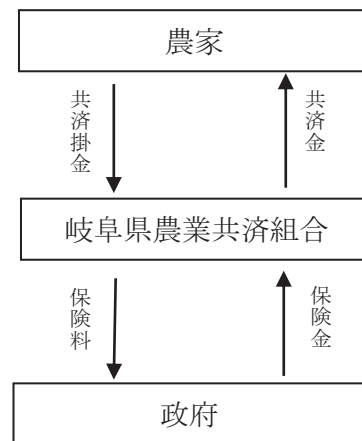 農家
共済掛金
共済金
岐阜県農業共済組合
保険料
保険金
政府